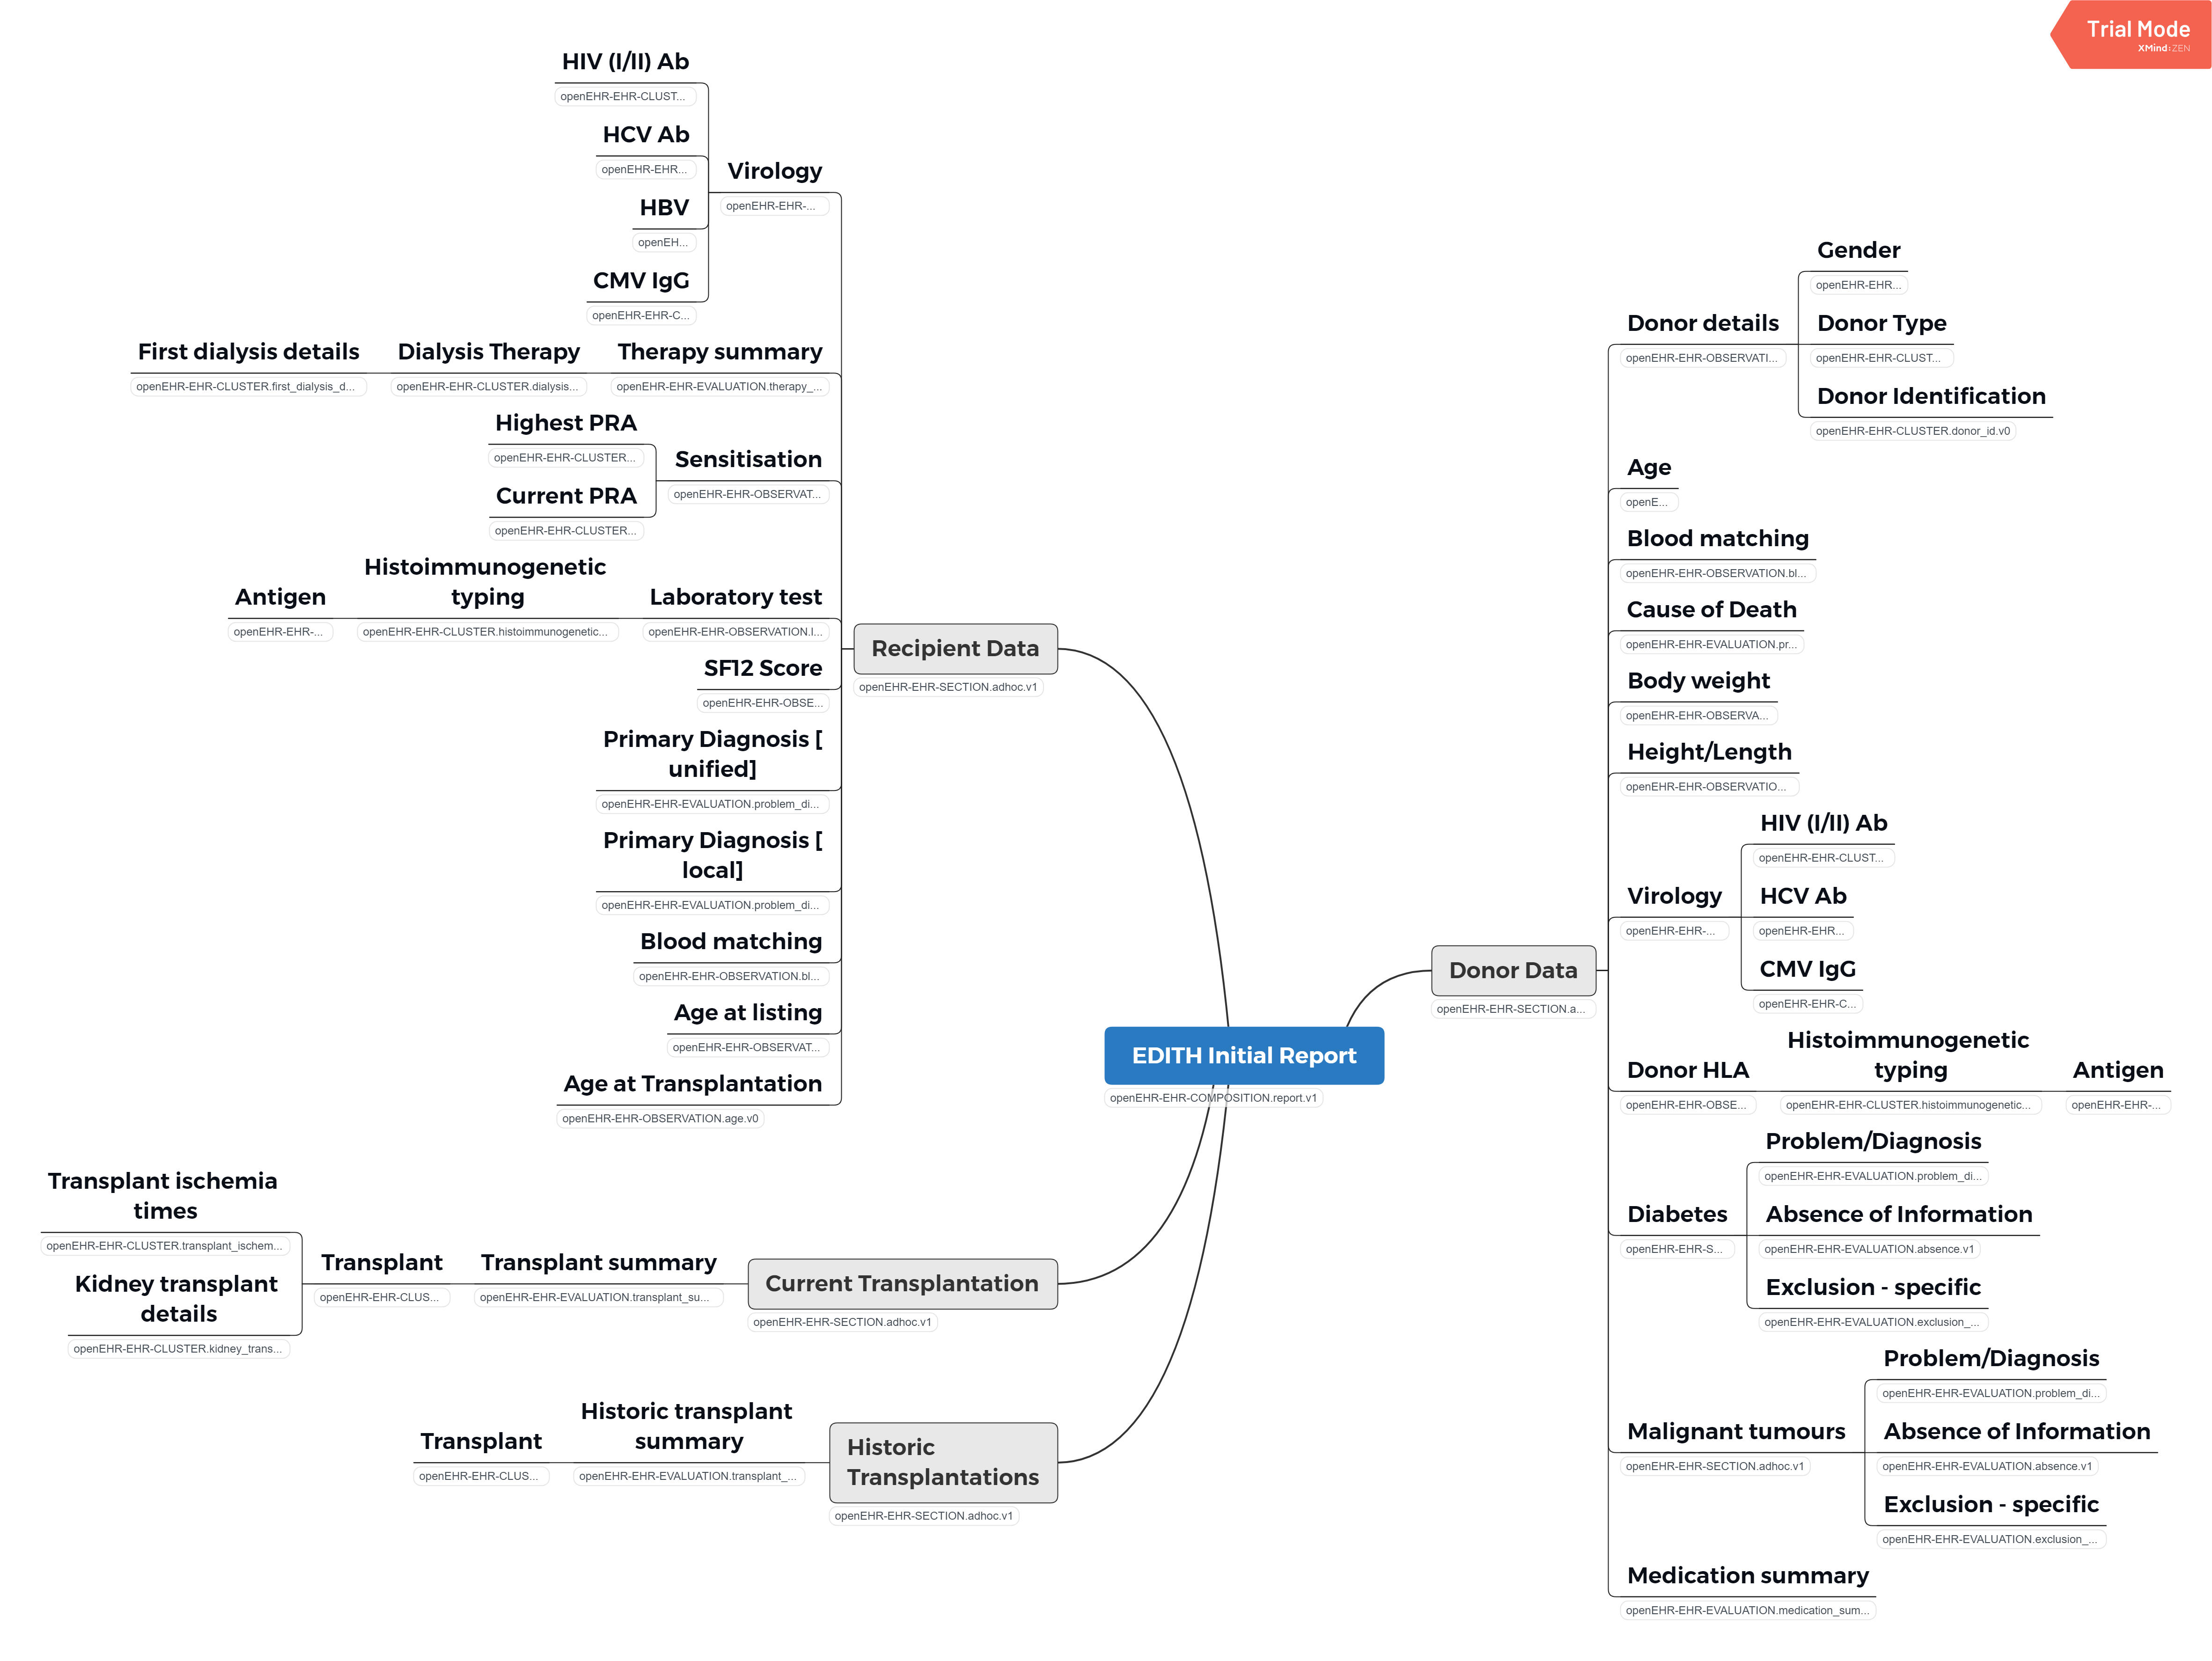 Trial Mode
XMind:ZEN
HIV (I/II) Ab
openEHR-EHR-CLUST...
HCV Ab
openEHR-EHR...
HBV
openEH...
CMV IgG
openEHR-EHR-C...
Virology
openEHR-EHR-...
First dialysis details
openEHR-EHR-CLUSTER.first_dialysis_d...
Dialysis Therapy
openEHR-EHR-CLUSTER.dialysis...
Therapy summary
openEHR-EHR-EVALUATION.therapy_...
Highest PRA
openEHR-EHR-CLUSTER...
Current PRA
openEHR-EHR-CLUSTER...
Sensitisation
openEHR-EHR-OBSERVAT...
Antigen
openEHR-EHR-...
Histoimmunogenetic
typing
openEHR-EHR-CLUSTER.histoimmunogenetic...
Laboratory test
openEHR-EHR-OBSERVATION.l...
SF12 Score
openEHR-EHR-OBSE...
Primary Diagnosis [
unified]
openEHR-EHR-EVALUATION.problem_di...
Primary Diagnosis [
local]
openEHR-EHR-EVALUATION.problem_di...
Blood matching
openEHR-EHR-OBSERVATION.bl...
Age at listing
openEHR-EHR-OBSERVAT...
Age at Transplantation
openEHR-EHR-OBSERVATION.age.v0
Recipient Data
openEHR-EHR-SECTION.adhoc.v1
Transplant ischemia
times
openEHR-EHR-CLUSTER.transplant_ischem...
Kidney transplant
details
openEHR-EHR-CLUSTER.kidney_trans...
Transplant
openEHR-EHR-CLUS...
Transplant summary
openEHR-EHR-EVALUATION.transplant_su...
Current Transplantation
openEHR-EHR-SECTION.adhoc.v1
Transplant
openEHR-EHR-CLUS...
Historic transplant
summary
openEHR-EHR-EVALUATION.transplant_...
Historic
Transplantations
openEHR-EHR-SECTION.adhoc.v1
EDITH Initial Report
openEHR-EHR-COMPOSITION.report.v1
Donor Data
openEHR-EHR-SECTION.a...
Donor details
openEHR-EHR-OBSERVATI...
Gender
openEHR-EHR...
Donor Type
openEHR-EHR-CLUST...
Donor Identification
openEHR-EHR-CLUSTER.donor_id.v0
Age
openE...
Blood matching
openEHR-EHR-OBSERVATION.bl...
Cause of Death
openEHR-EHR-EVALUATION.pr...
Body weight
openEHR-EHR-OBSERVA...
Height/Length
openEHR-EHR-OBSERVATIO...
Virology
openEHR-EHR-...
HIV (I/II) Ab
openEHR-EHR-CLUST...
HCV Ab
openEHR-EHR...
CMV IgG
openEHR-EHR-C...
Donor HLA
openEHR-EHR-OBSE...
Histoimmunogenetic
typing
openEHR-EHR-CLUSTER.histoimmunogenetic...
Antigen
openEHR-EHR-...
Diabetes
openEHR-EHR-S...
Problem/Diagnosis
openEHR-EHR-EVALUATION.problem_di...
Absence of Information
openEHR-EHR-EVALUATION.absence.v1
Exclusion - specific
openEHR-EHR-EVALUATION.exclusion_...
Malignant tumours
openEHR-EHR-SECTION.adhoc.v1
Problem/Diagnosis
openEHR-EHR-EVALUATION.problem_di...
Absence of Information
openEHR-EHR-EVALUATION.absence.v1
Exclusion - specific
openEHR-EHR-EVALUATION.exclusion_...
Medication summary
openEHR-EHR-EVALUATION.medication_sum...